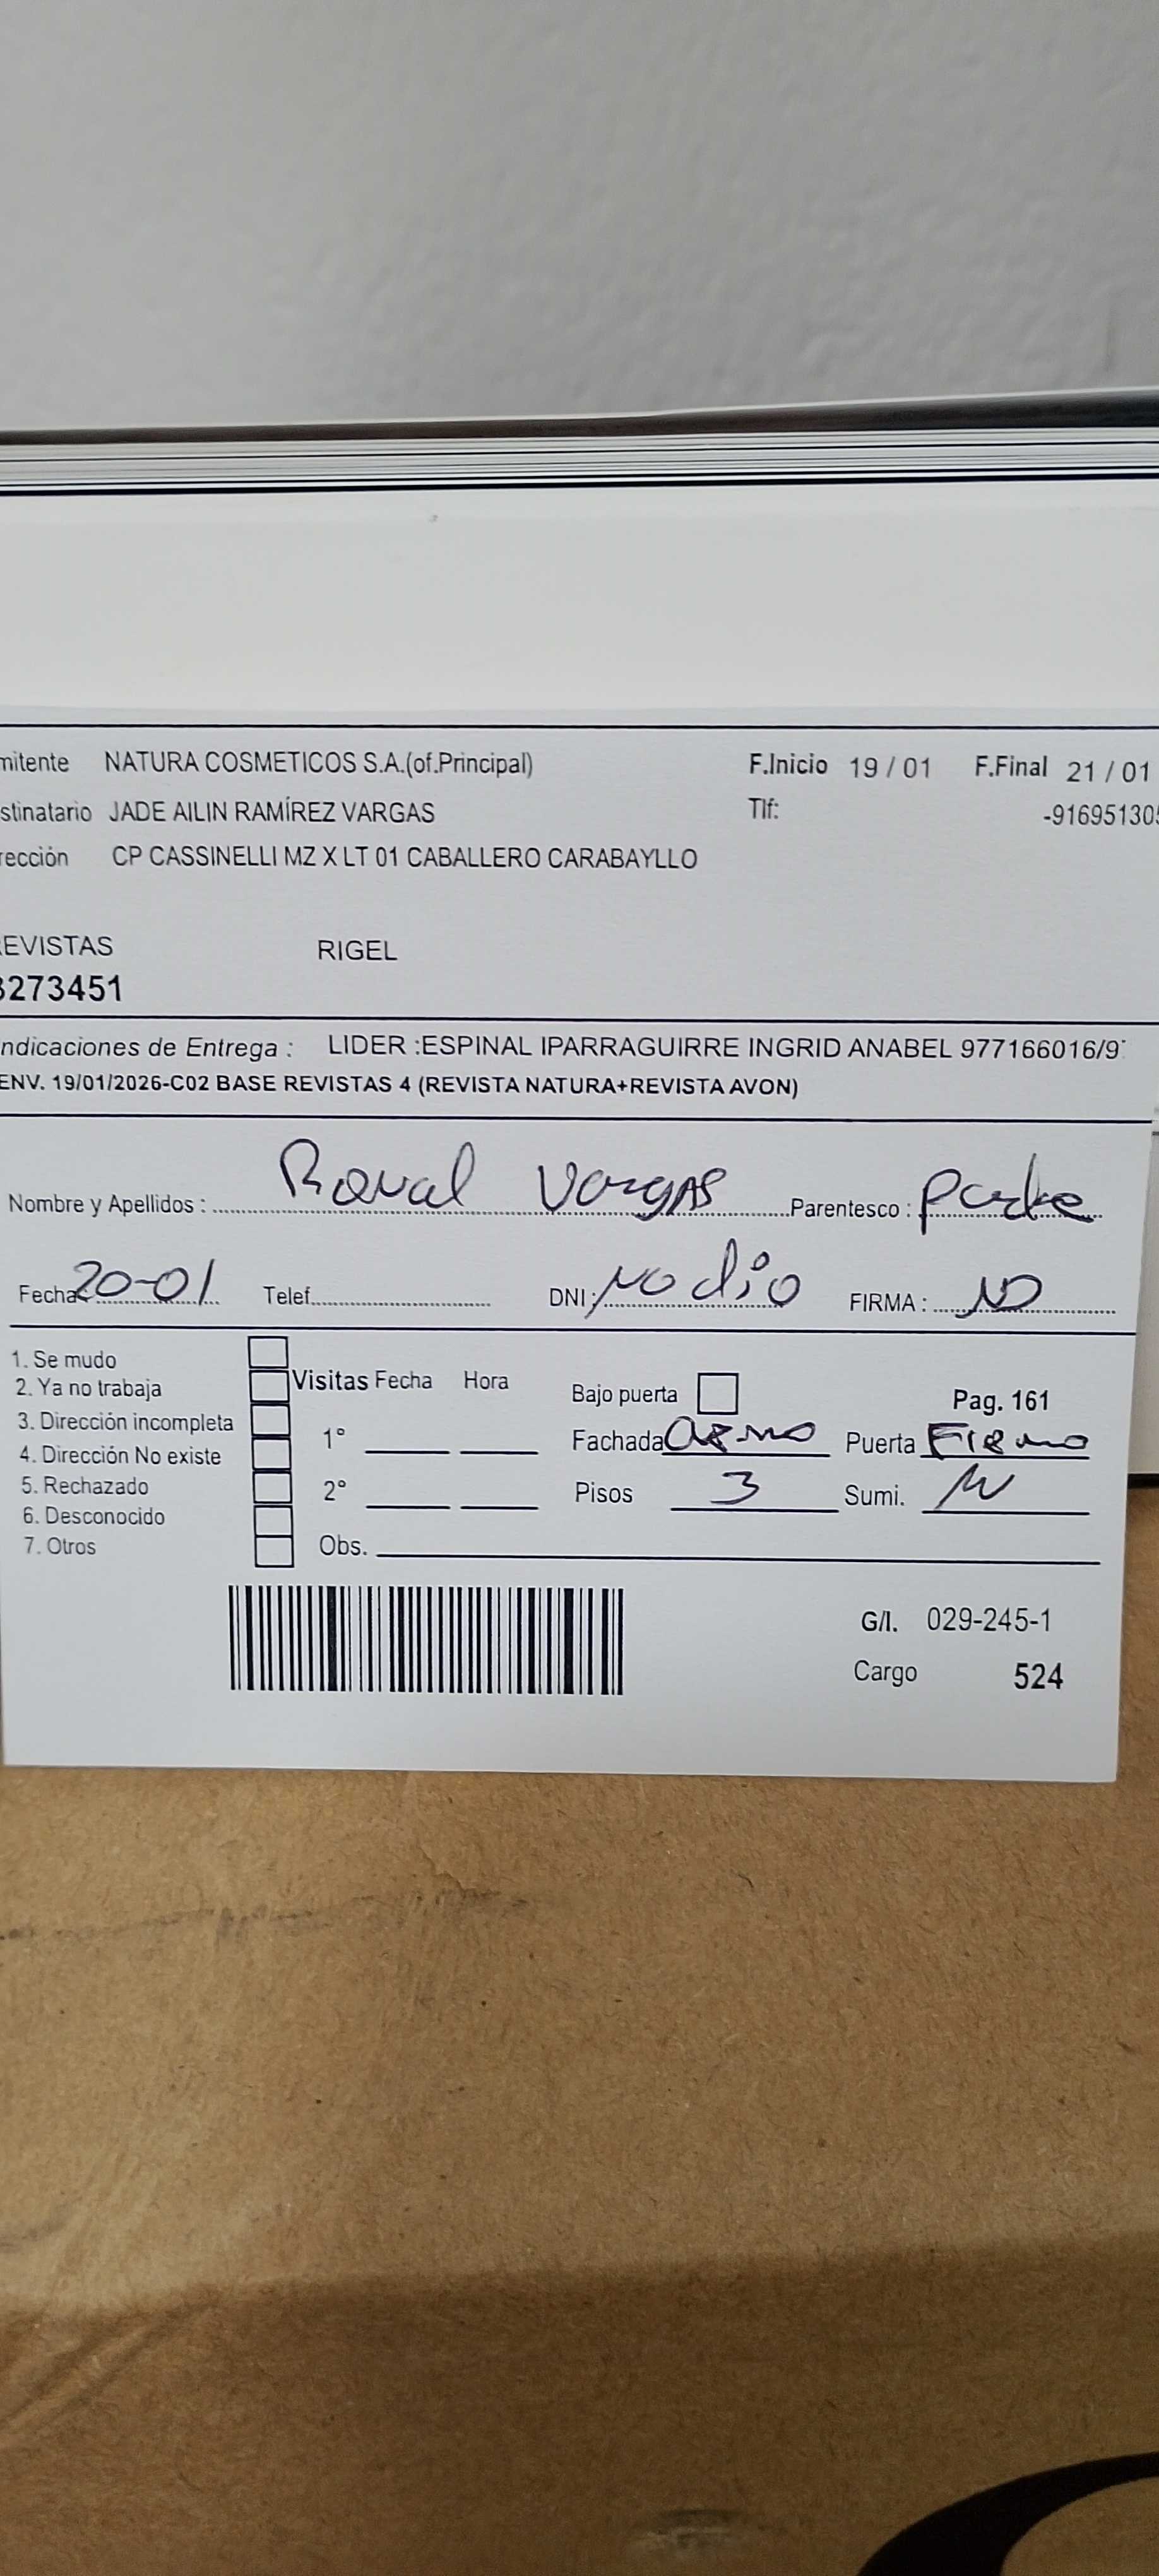 mitente NATURA COSMETICOS S.A.(of.Principal) F.Inicio 19 / 01 F.Final 21 / 01
stinatario JADE AILIN RAMÍREZ VARGAS Tlf: -91695130
rección CP CASSINELLI MZ X LT 01 CABALLERO CARABAYLLO
EVISTAS RIGEL
3273451
ndicaciones de Entrega : LIDER :ESPINAL IPARRAGUIRRE INGRID ANABEL 977166016/9
ENV. 19/01/2026-C02 BASE REVISTAS 4 (REVISTA NATURA+REVISTA AVON)
Nombre y Apellidos : Vargas Parentesco : Padre
Fecha: 20-01 Telef. DNI: No dio FIRMA : ND
1. Se mudo
2. Ya no trabaja Visitas Fecha Hora Bajo puerta Pag. 161
3. Dirección incompleta 1° Fachada Puerta
4. Dirección No existe
5. Rechazado 2° Pisos 3 Sumi.
6. Desconocido
7. Otros Obs.
G/I. 029-245-1
Cargo 524